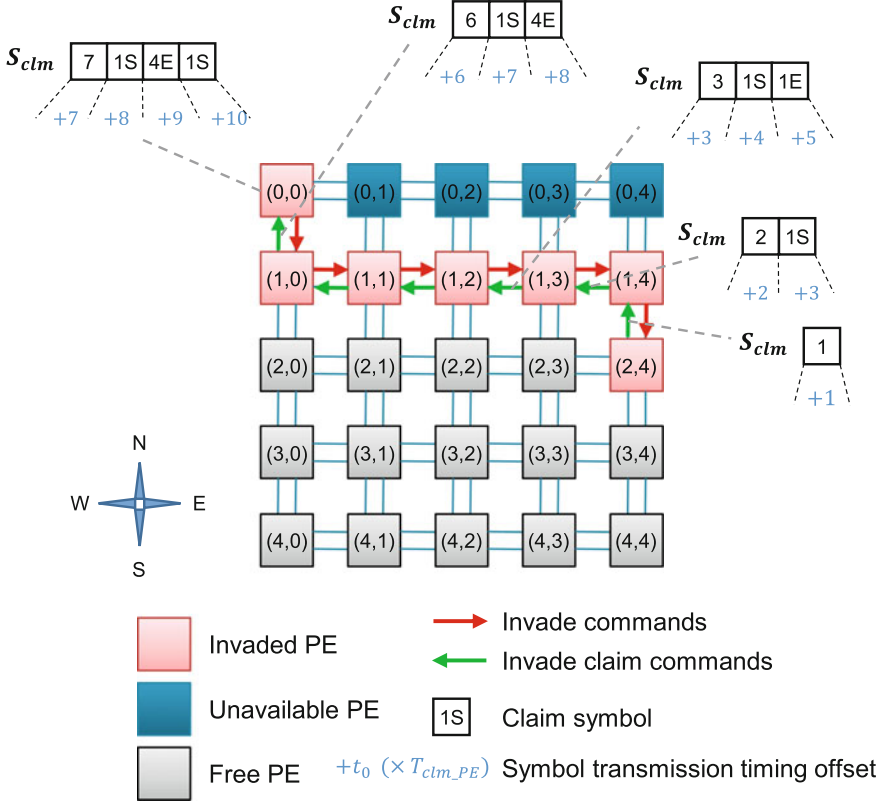 S_clm 6 1S 4E
+6 +7 +8
S_clm 7 1S 4E 1S
+7 +8 +9 +10
S_clm 3 1S 1E
+3 +4 +5
(0,0) (0,1) (0,2) (0,3) (0,4)
S_clm 2 1S
+2 +3
(1,0) (1,1) (1,2) (1,3) (1,4)
S_clm 1
+1
(2,0) (2,1) (2,2) (2,3) (2,4)
(3,0) (3,1) (3,2) (3,3) (3,4)
(4,0) (4,1) (4,2) (4,3) (4,4)
N
W E
S
Invaded PE
Unavailable PE
Free PE
Invade commands
Invade claim commands
1S Claim symbol
+t_0 (× T_clm_PE) Symbol transmission timing offset